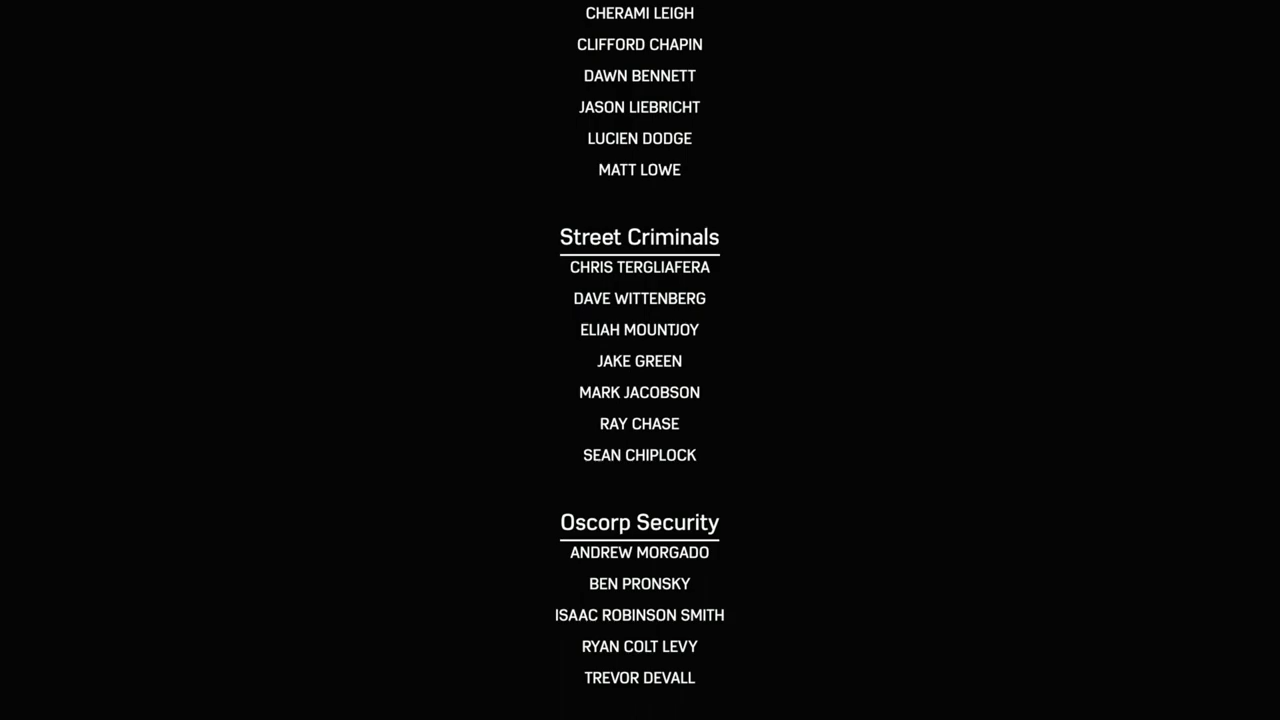 CHERAMI LEIGH
CLIFFORD CHAPIN
DAWN BENNETT
JASON LIEBRICHT
LUCIEN DODGE
MATT LOWE
Street Criminals
CHRIS TERGLIAFERA
DAVE WITTENBERG
ELIAH MOUNTJOY
JAKE GREEN
MARK JACOBSON
RAY CHASE
SEAN CHIPLOCK
Oscorp Security
ANDREW MORGADO
BEN PRONSKY
ISAAC ROBINSON SMITH
RYAN COLT LEVY
TREVOR DEVALL